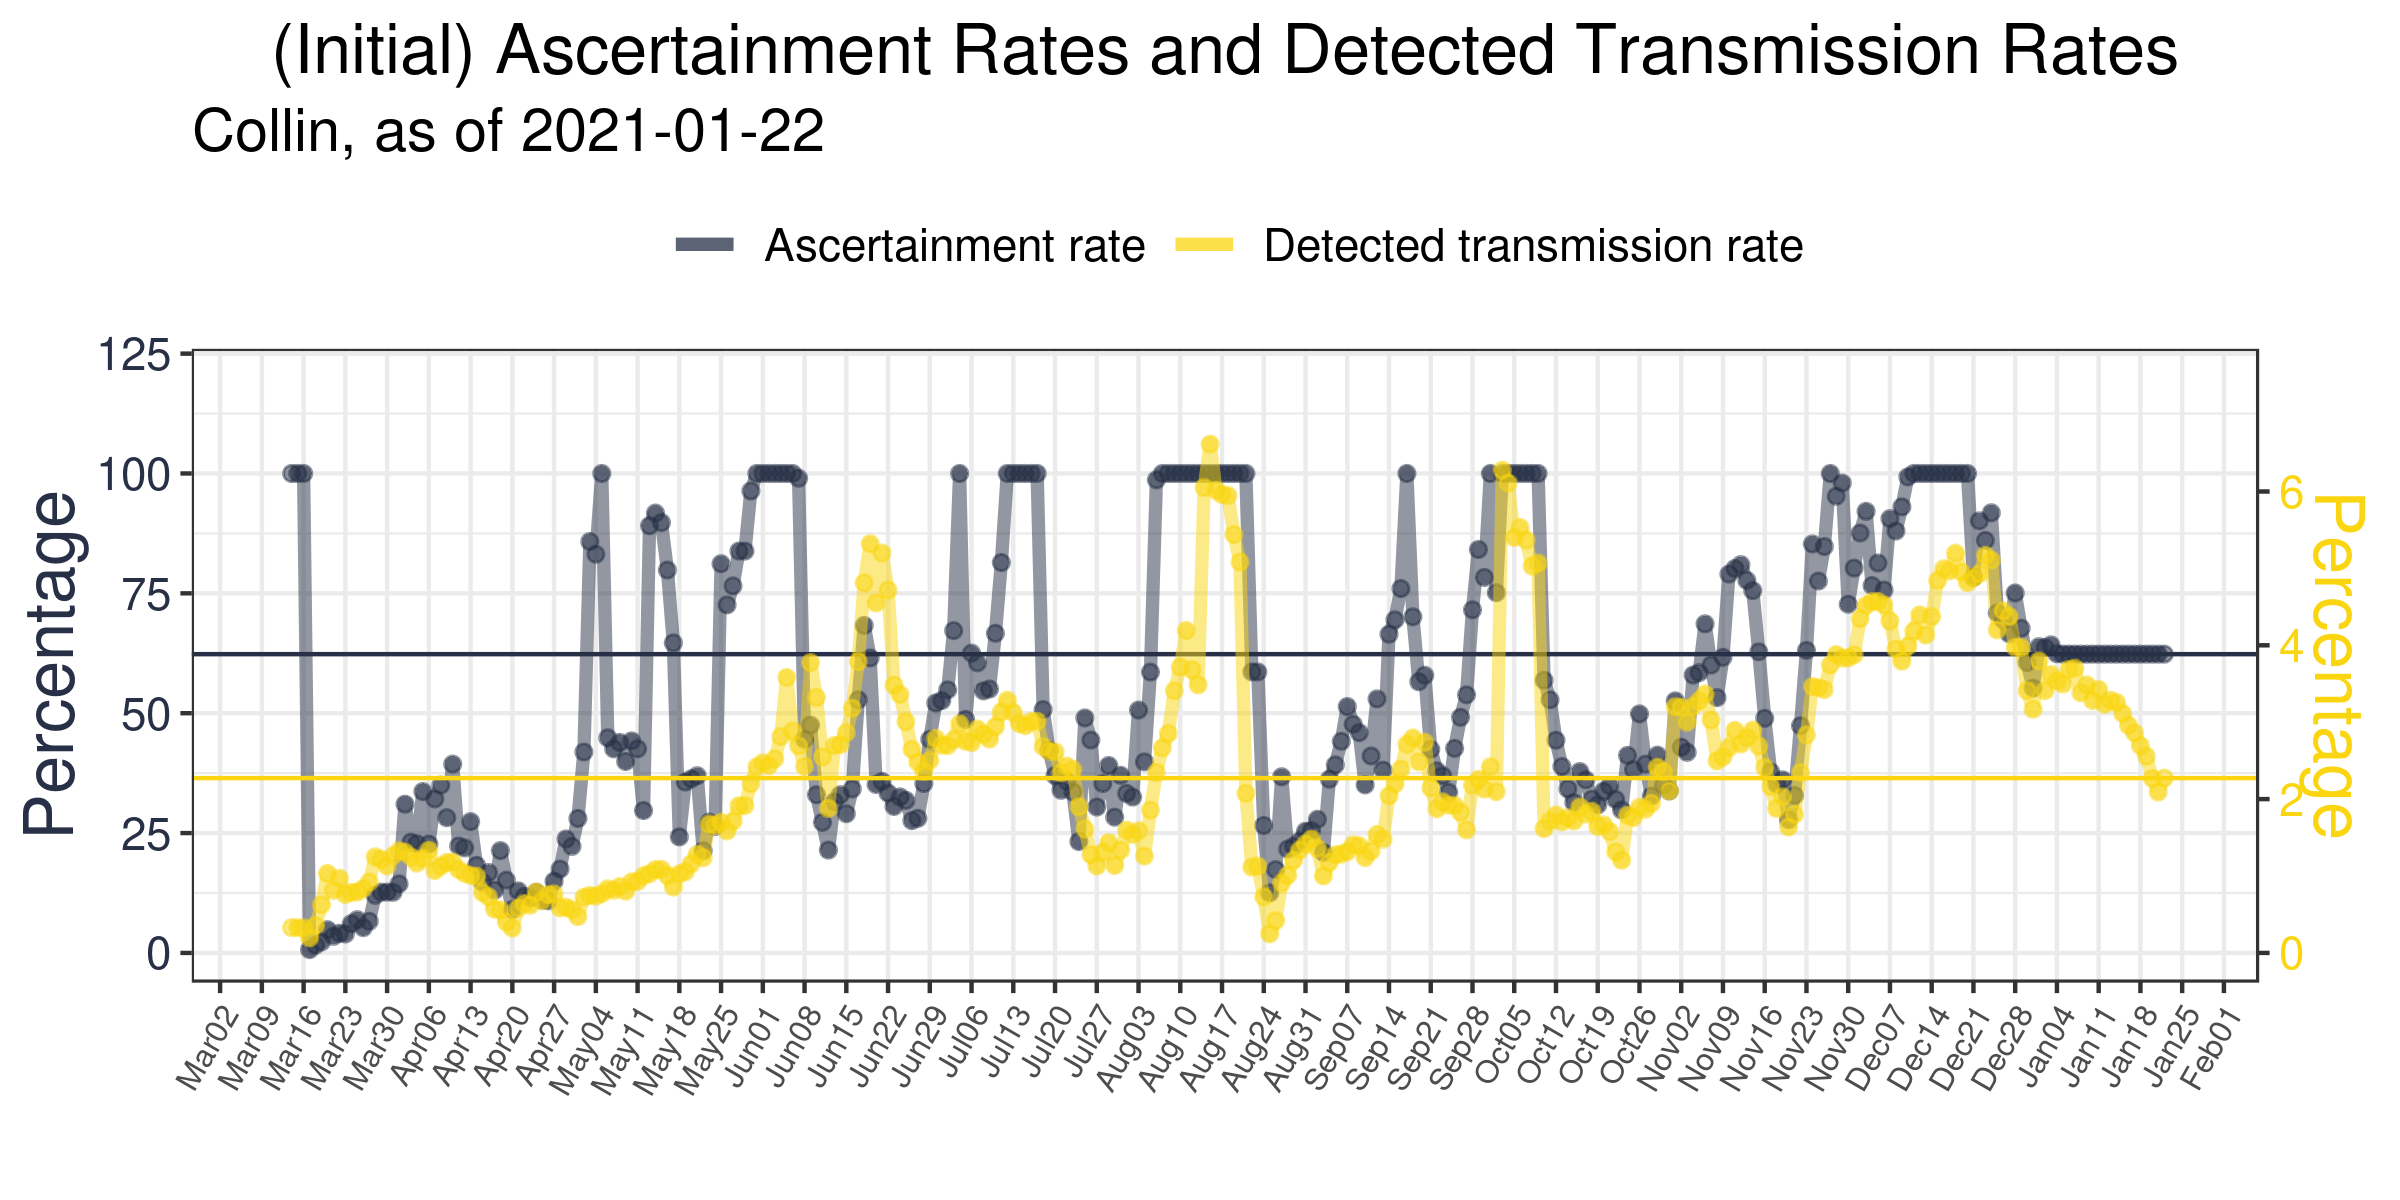 (Initial) Ascertainment Rates and Detected Transmission Rates
Collin, as of 2021-01-22
Ascertainment rate
Detected transmission rate
125
100
75
50
25
0
Percentage
6
4
2
0
Percentage
Mar02
Mar09
Mar16
Mar23
Mar30
Apr06
Apr13
Apr20
Apr27
May04
May11
May18
May25
Jun01
Jun08
Jun15
Jun22
Jun29
Jul06
Jul13
Jul20
Jul27
Aug03
Aug10
Aug17
Aug24
Aug31
Sep07
Sep14
Sep21
Sep28
Oct05
Oct12
Oct19
Oct26
Nov02
Nov09
Nov16
Nov23
Nov30
Dec07
Dec14
Dec21
Dec28
Jan04
Jan11
Jan18
Jan25
Feb01